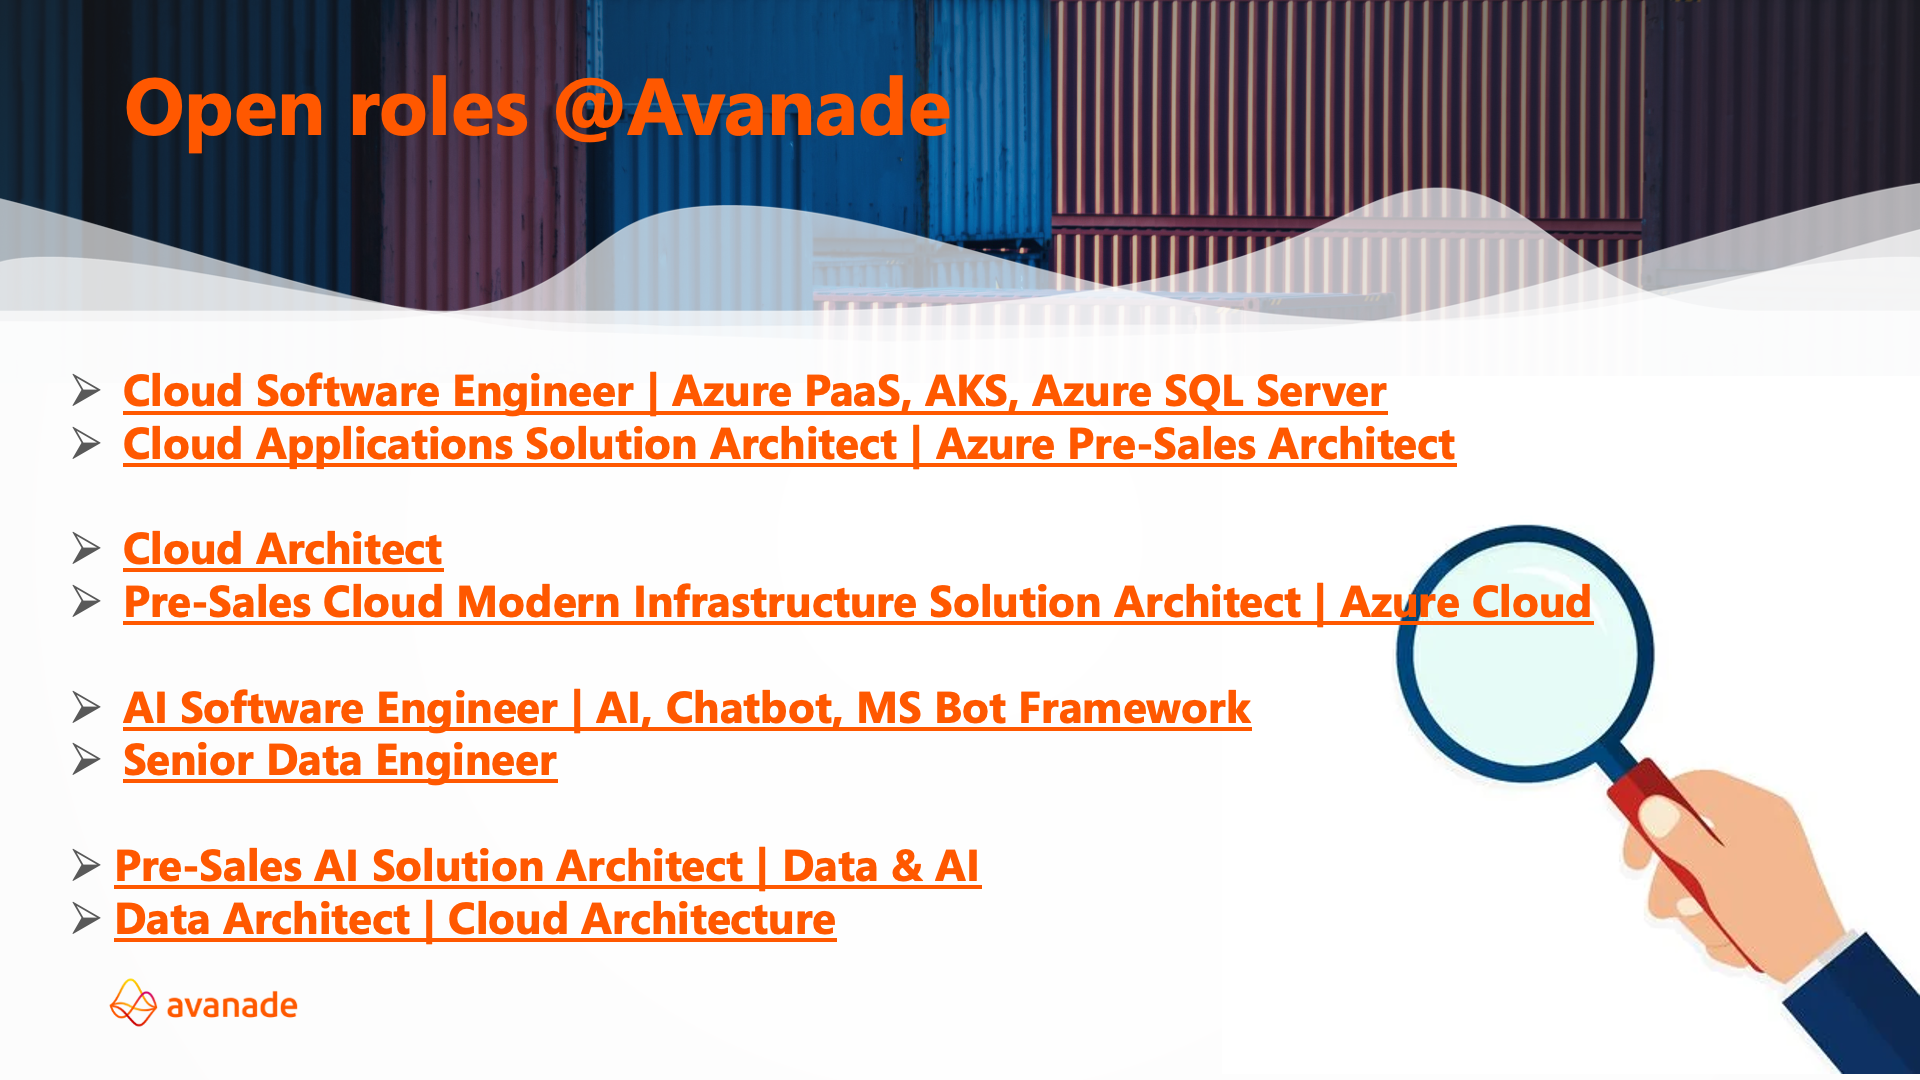 Open roles @Avanade
Cloud Software Engineer | Azure PaaS, AKS, Azure SQL Server
Cloud Applications Solution Architect | Azure Pre-Sales Architect
Cloud Architect
Pre-Sales Cloud Modern Infrastructure Solution Architect | Azure Cloud
AI Software Engineer | AI, Chatbot, MS Bot Framework
Senior Data Engineer
Pre-Sales AI Solution Architect | Data & AI
Data Architect | Cloud Architecture
avanade